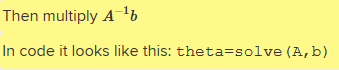 Then multiply A⁻¹b
In code it looks like this: theta=solve(A,b)